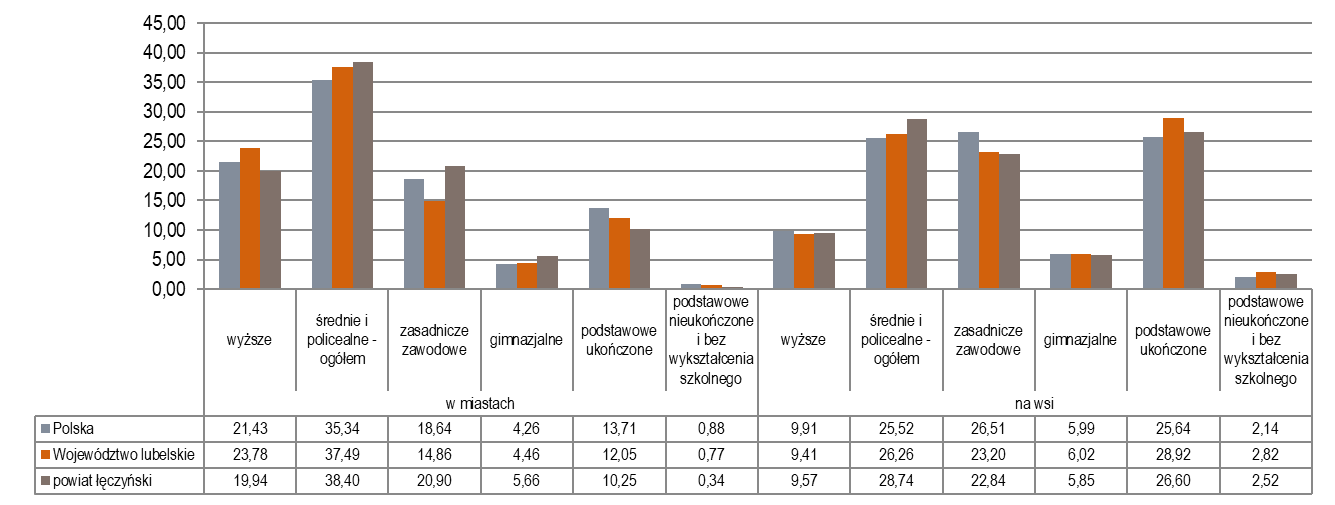 45,00
40,00
35,00
30,00
25,00
20,00
15,00
10,00
5,00
0,00
wyższe
średnie i
policealne -
ogółem
zasadnicze
zawodowe
gimnazjalne
podstawowe
ukończone
podstawowe
nieukończone
i bez
wykształcenia
szkolnego
wyższe
średnie i
policealne -
ogółem
zasadnicze
zawodowe
gimnazjalne
podstawowe
ukończone
podstawowe
nieukończone
i bez
wykształcenia
szkolnego
w miastach na wsi
Polska 21,43 35,34 18,64 4,26 13,71 0,88 9,91 25,52 26,51 5,99 25,64 2,14
Województwo lubelskie 23,78 37,49 14,86 4,46 12,05 0,77 9,41 26,26 23,20 6,02 28,92 2,82
powiat łęczyński 19,94 38,40 20,90 5,66 10,25 0,34 9,57 28,74 22,84 5,85 26,60 2,52